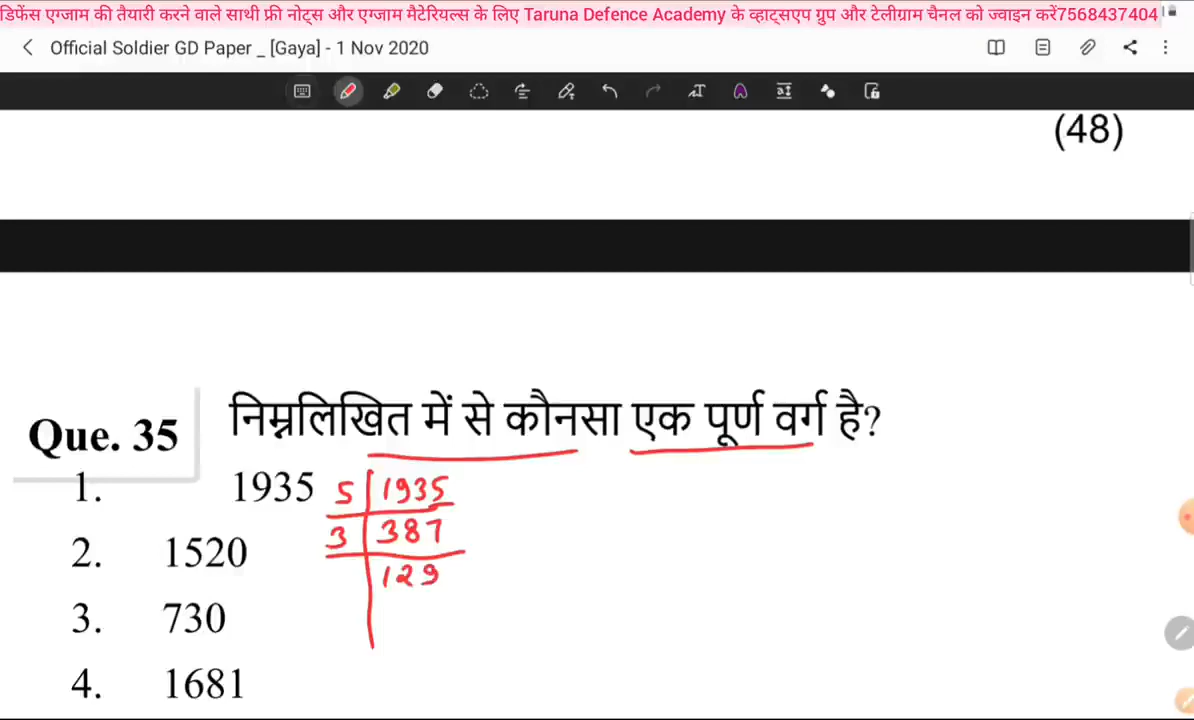 डिफेंस एग्जाम की तैयारी करने वाले साथी फ्री नोट्स और एग्जाम मैटेरियल्स के लिए Taruna Defence Academy के व्हाट्सएप ग्रुप और टेलीग्राम चैनल को ज्वाइन करें7568437404
Official Soldier GD Paper _ [Gaya] - 1 Nov 2020
(48)
Que. 35 निम्नलिखित में से कौनसा एक पूर्ण वर्ग है?
1. 1935
5 1935
3 387
129
2. 1520
3. 730
4. 1681